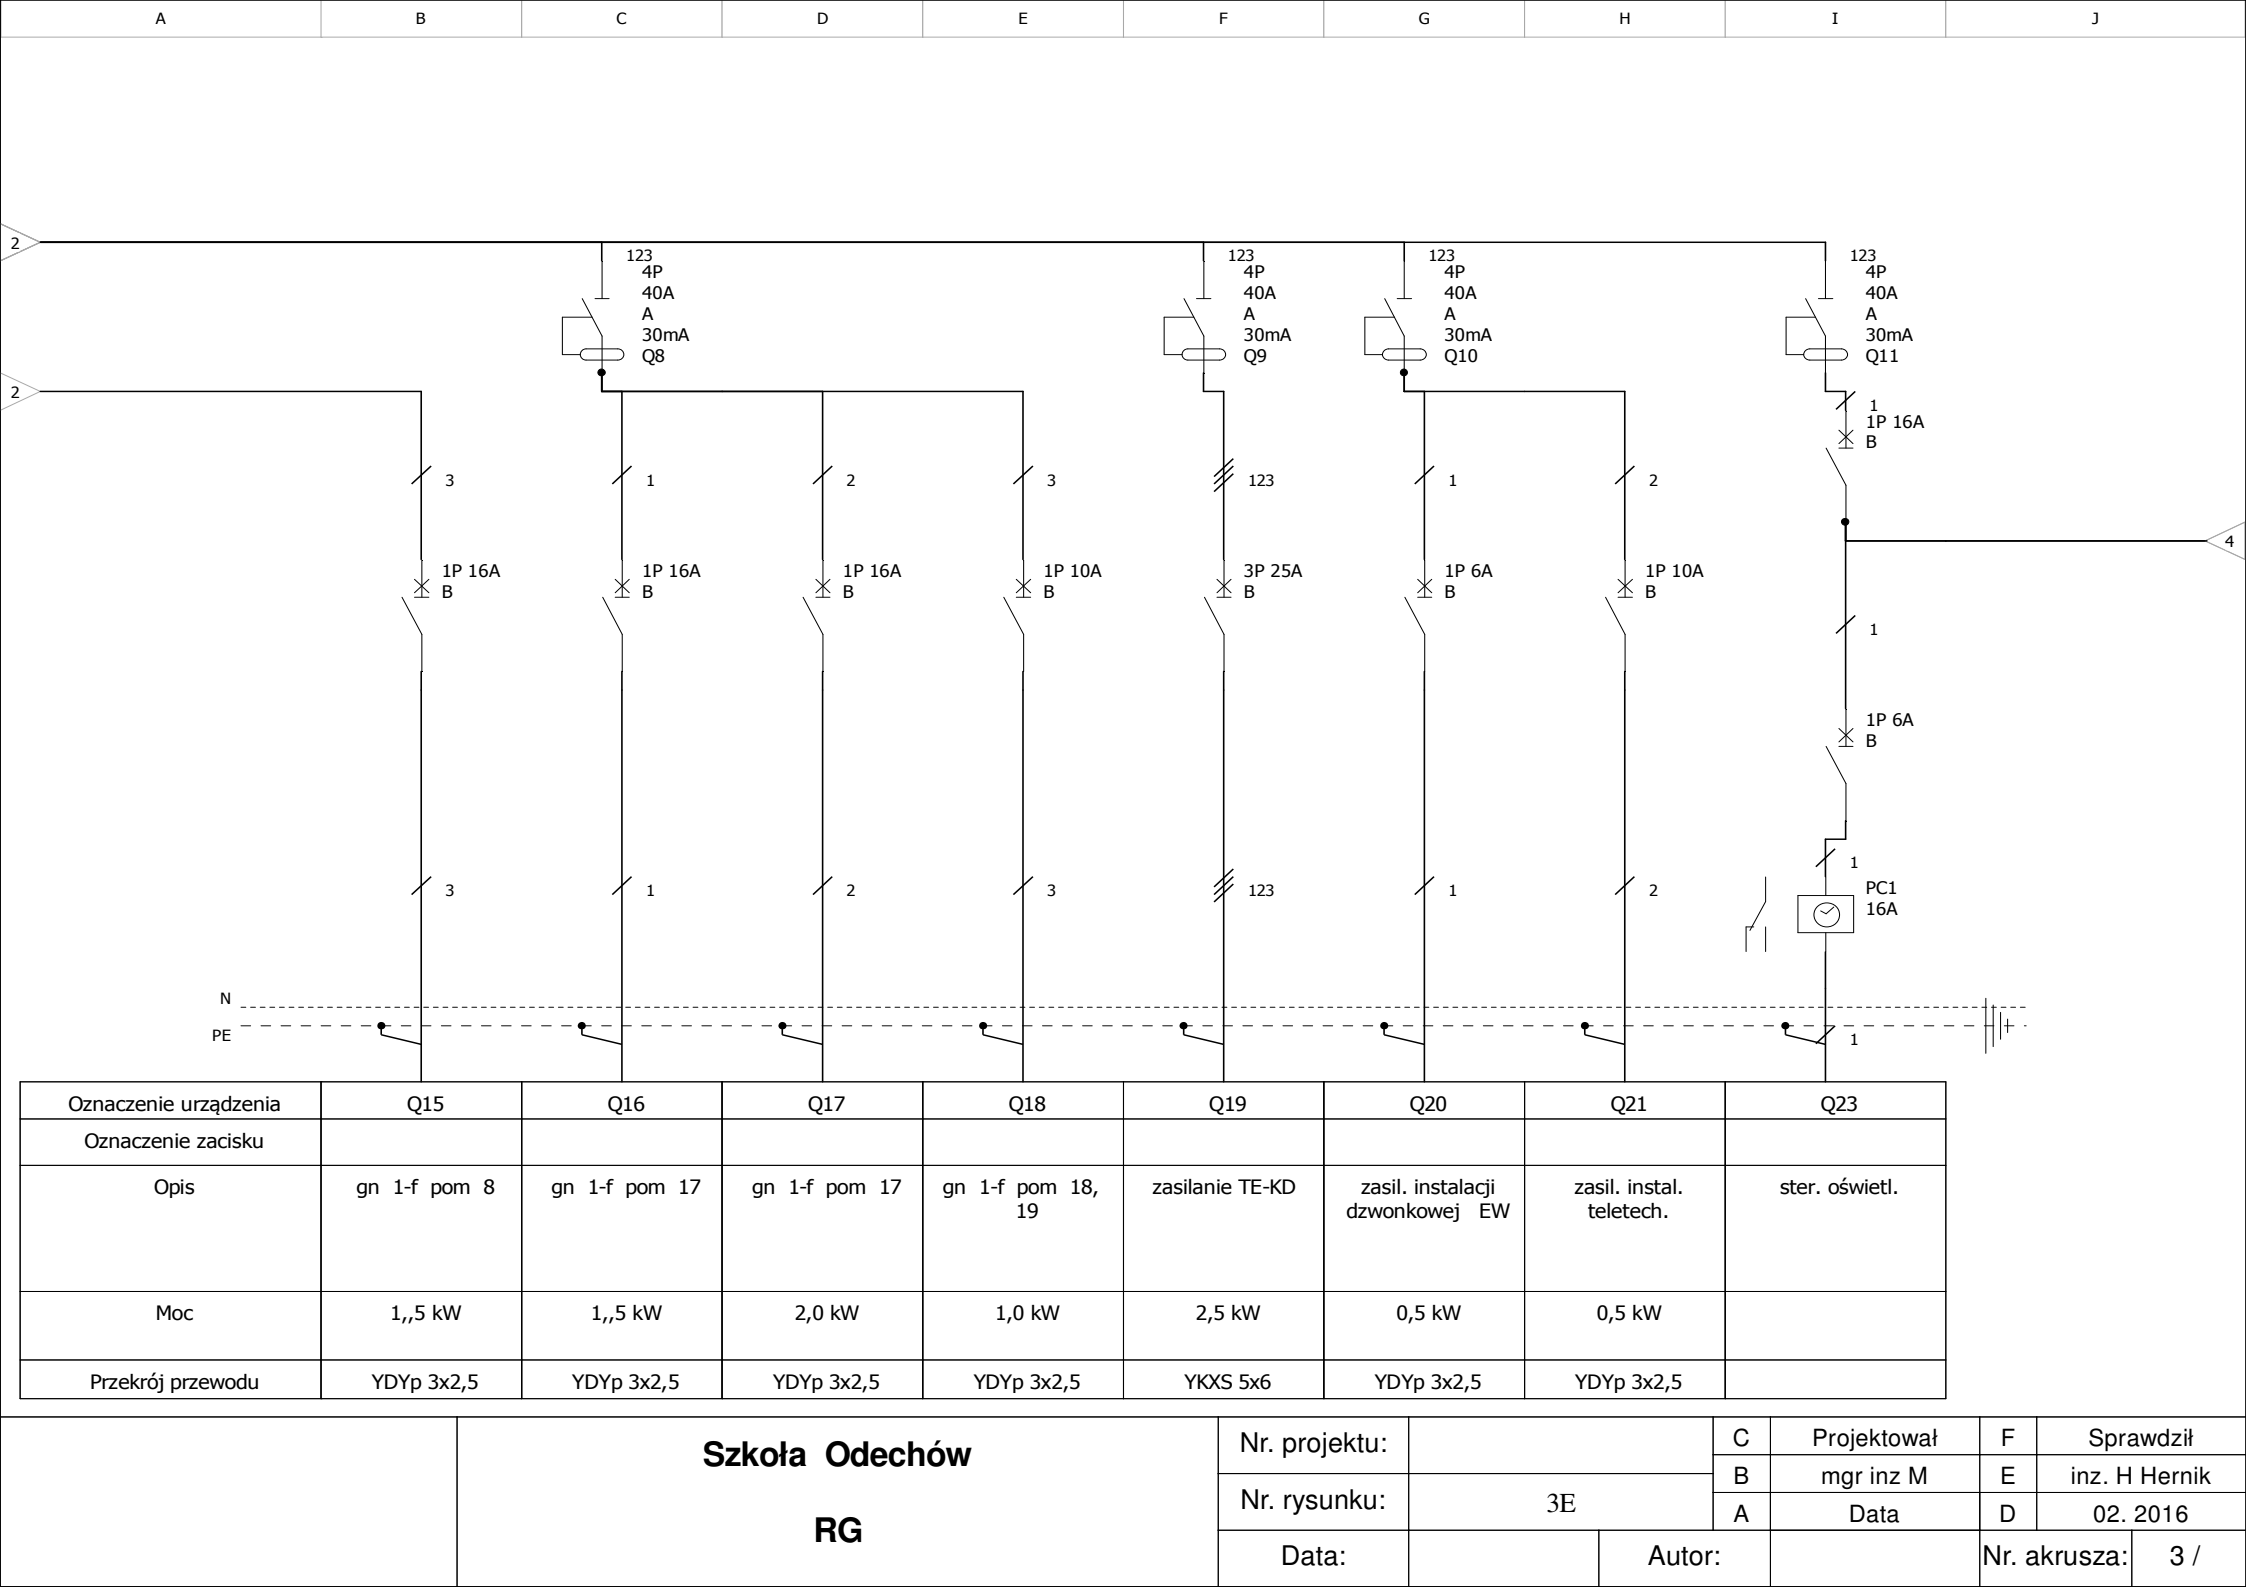 A B C D E F G H I J
2
123 123 123 123
4P 4P 4P 4P
40A 40A 40A 40A
A A A A
30mA 30mA 30mA 30mA
Q8 Q9 Q10 Q11
2
1
1P 16A
B
3 1 2 3 123 1 2
4
1P 16A 1P 16A 1P 16A 1P 10A 3P 25A 1P 6A 1P 10A
B B B B B B B
1
1P 6A
B
1
3 1 2 3 123 1 2
PC1
16A
N
PE
1
Oznaczenie urządzenia Q15 Q16 Q17 Q18 Q19 Q20 Q21 Q23
Oznaczenie zacisku
Opis gn 1-f pom 8 gn 1-f pom 17 gn 1-f pom 17 gn 1-f pom 18, zasilanie TE-KD zasil. instalacji zasil. instal. ster. oświetl.
19 dzwonkowej EW teletech.
Moc 1,,5 kW 1,,5 kW 2,0 kW 1,0 kW 2,5 kW 0,5 kW 0,5 kW
Przekrój przewodu YDYp 3x2,5 YDYp 3x2,5 YDYp 3x2,5 YDYp 3x2,5 YKXS 5x6 YDYp 3x2,5 YDYp 3x2,5
Szkoła Odechów
RG
Nr. projektu:
Nr. rysunku: 3E
C Projektował F Sprawdził
B mgr inz M E inz. H Hernik
A Data D 02. 2016
Data: Autor: Nr. akrusza: 3 /